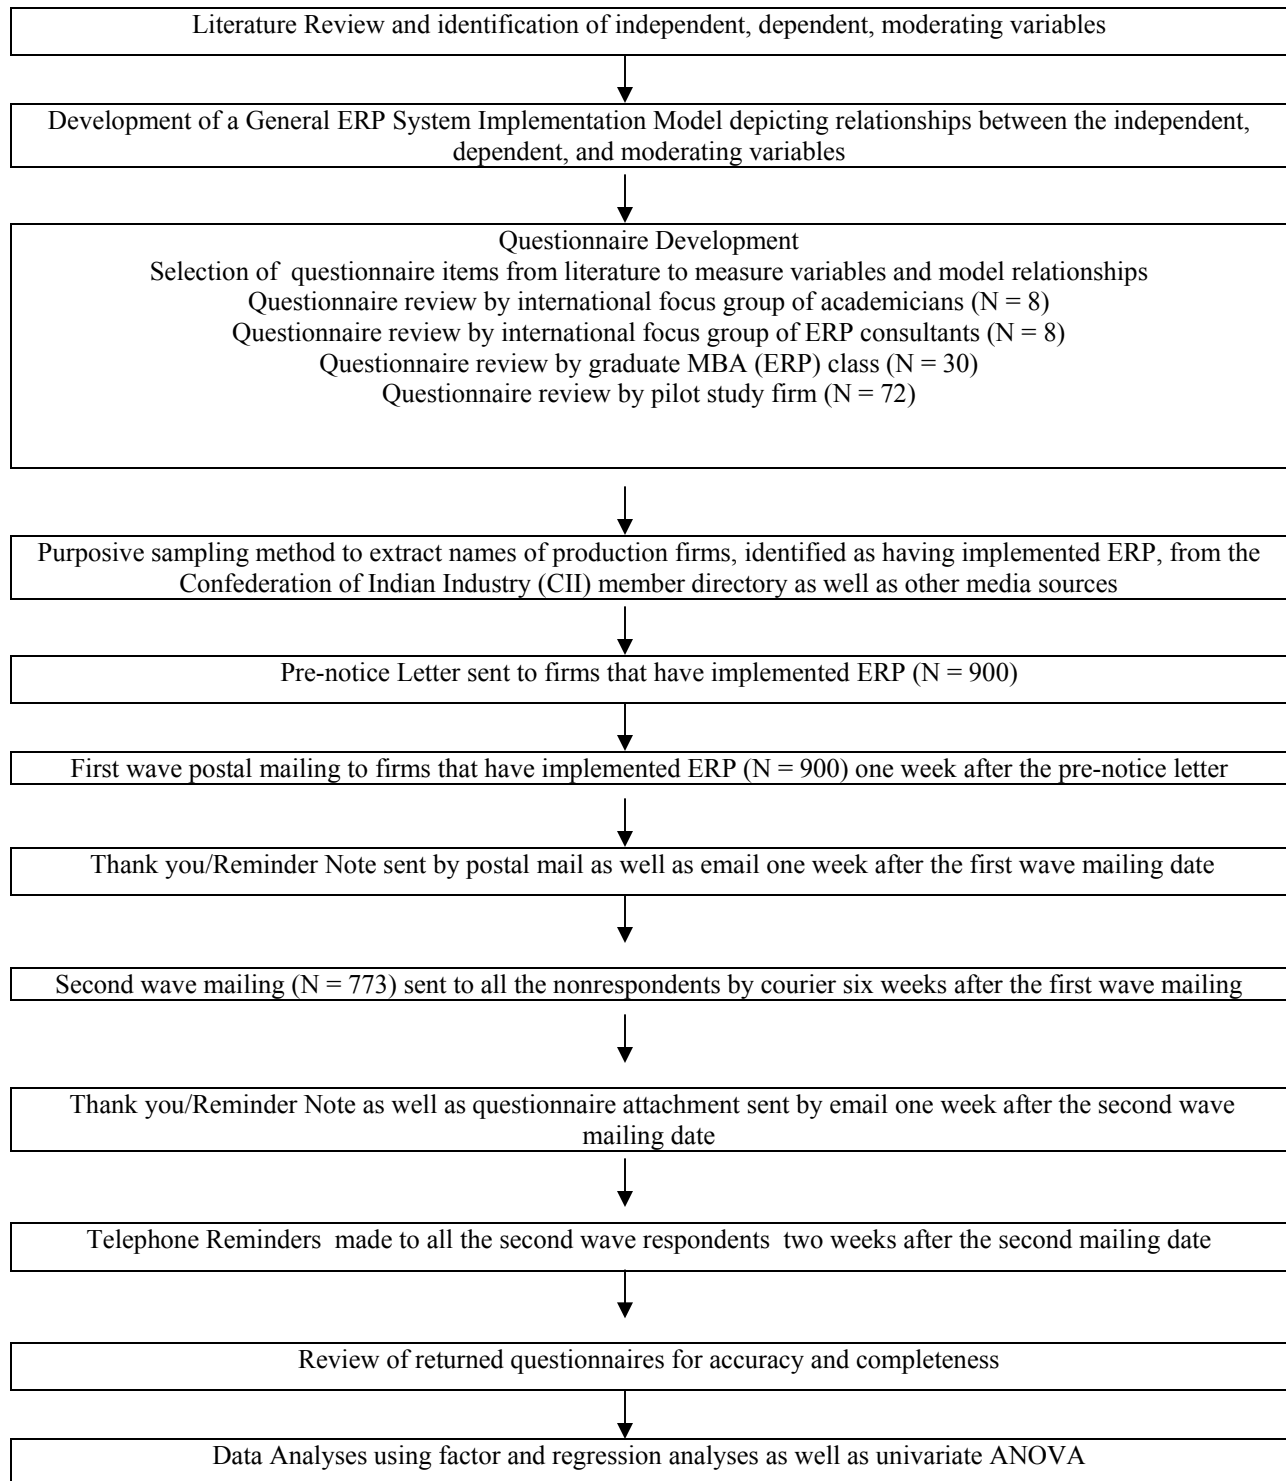 Literature Review and identification of independent, dependent, moderating variables
Development of a General ERP System Implementation Model depicting relationships between the independent,
dependent, and moderating variables
Questionnaire Development
Selection of questionnaire items from literature to measure variables and model relationships
Questionnaire review by international focus group of academicians (N = 8)
Questionnaire review by international focus group of ERP consultants (N = 8)
Questionnaire review by graduate MBA (ERP) class (N = 30)
Questionnaire review by pilot study firm (N = 72)
Purposive sampling method to extract names of production firms, identified as having implemented ERP, from the
Confederation of Indian Industry (CII) member directory as well as other media sources
Pre-notice Letter sent to firms that have implemented ERP (N = 900)
First wave postal mailing to firms that have implemented ERP (N = 900) one week after the pre-notice letter
Thank you/Reminder Note sent by postal mail as well as email one week after the first wave mailing date
Second wave mailing (N = 773) sent to all the nonrespondents by courier six weeks after the first wave mailing
Thank you/Reminder Note as well as questionnaire attachment sent by email one week after the second wave
mailing date
Telephone Reminders made to all the second wave respondents two weeks after the second mailing date
Review of returned questionnaires for accuracy and completeness
Data Analyses using factor and regression analyses as well as univariate ANOVA